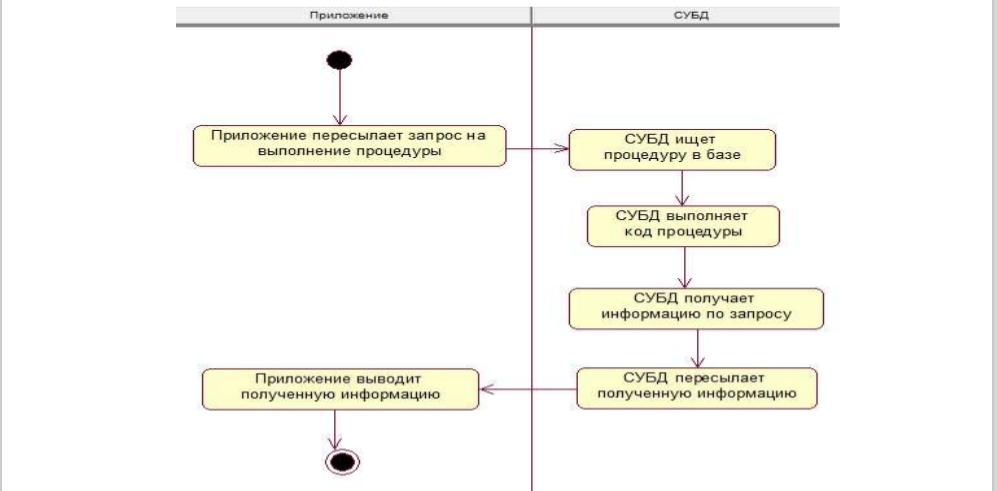 Приложение
СУБД
Приложение пересылает запрос на
выполнение процедуры
СУБД ищет
процедуру в базе
СУБД выполняет
код процедуры
СУБД получает
информацию по запросу
СУБД пересылает
полученную информацию
Приложение выводит
полученную информацию